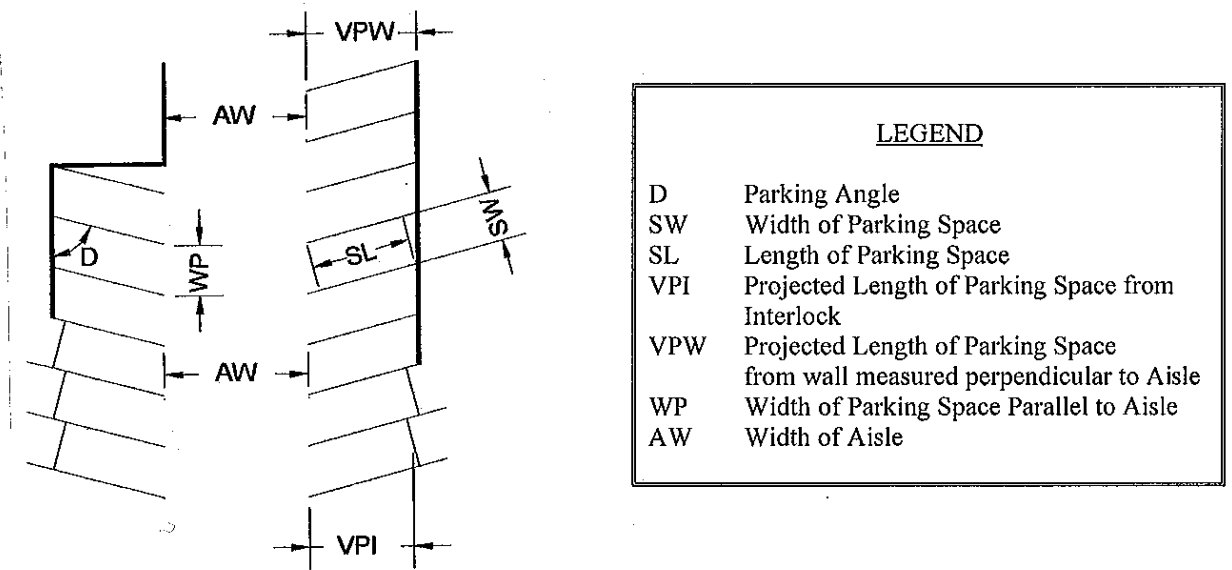 VPW
AW
D
WP
SL
SW
AW
VPI
LEGEND
D Parking Angle
SW Width of Parking Space
SL Length of Parking Space
VPI Projected Length of Parking Space from
Interlock
VPW Projected Length of Parking Space
from wall measured perpendicular to Aisle
WP Width of Parking Space Parallel to Aisle
AW Width of Aisle